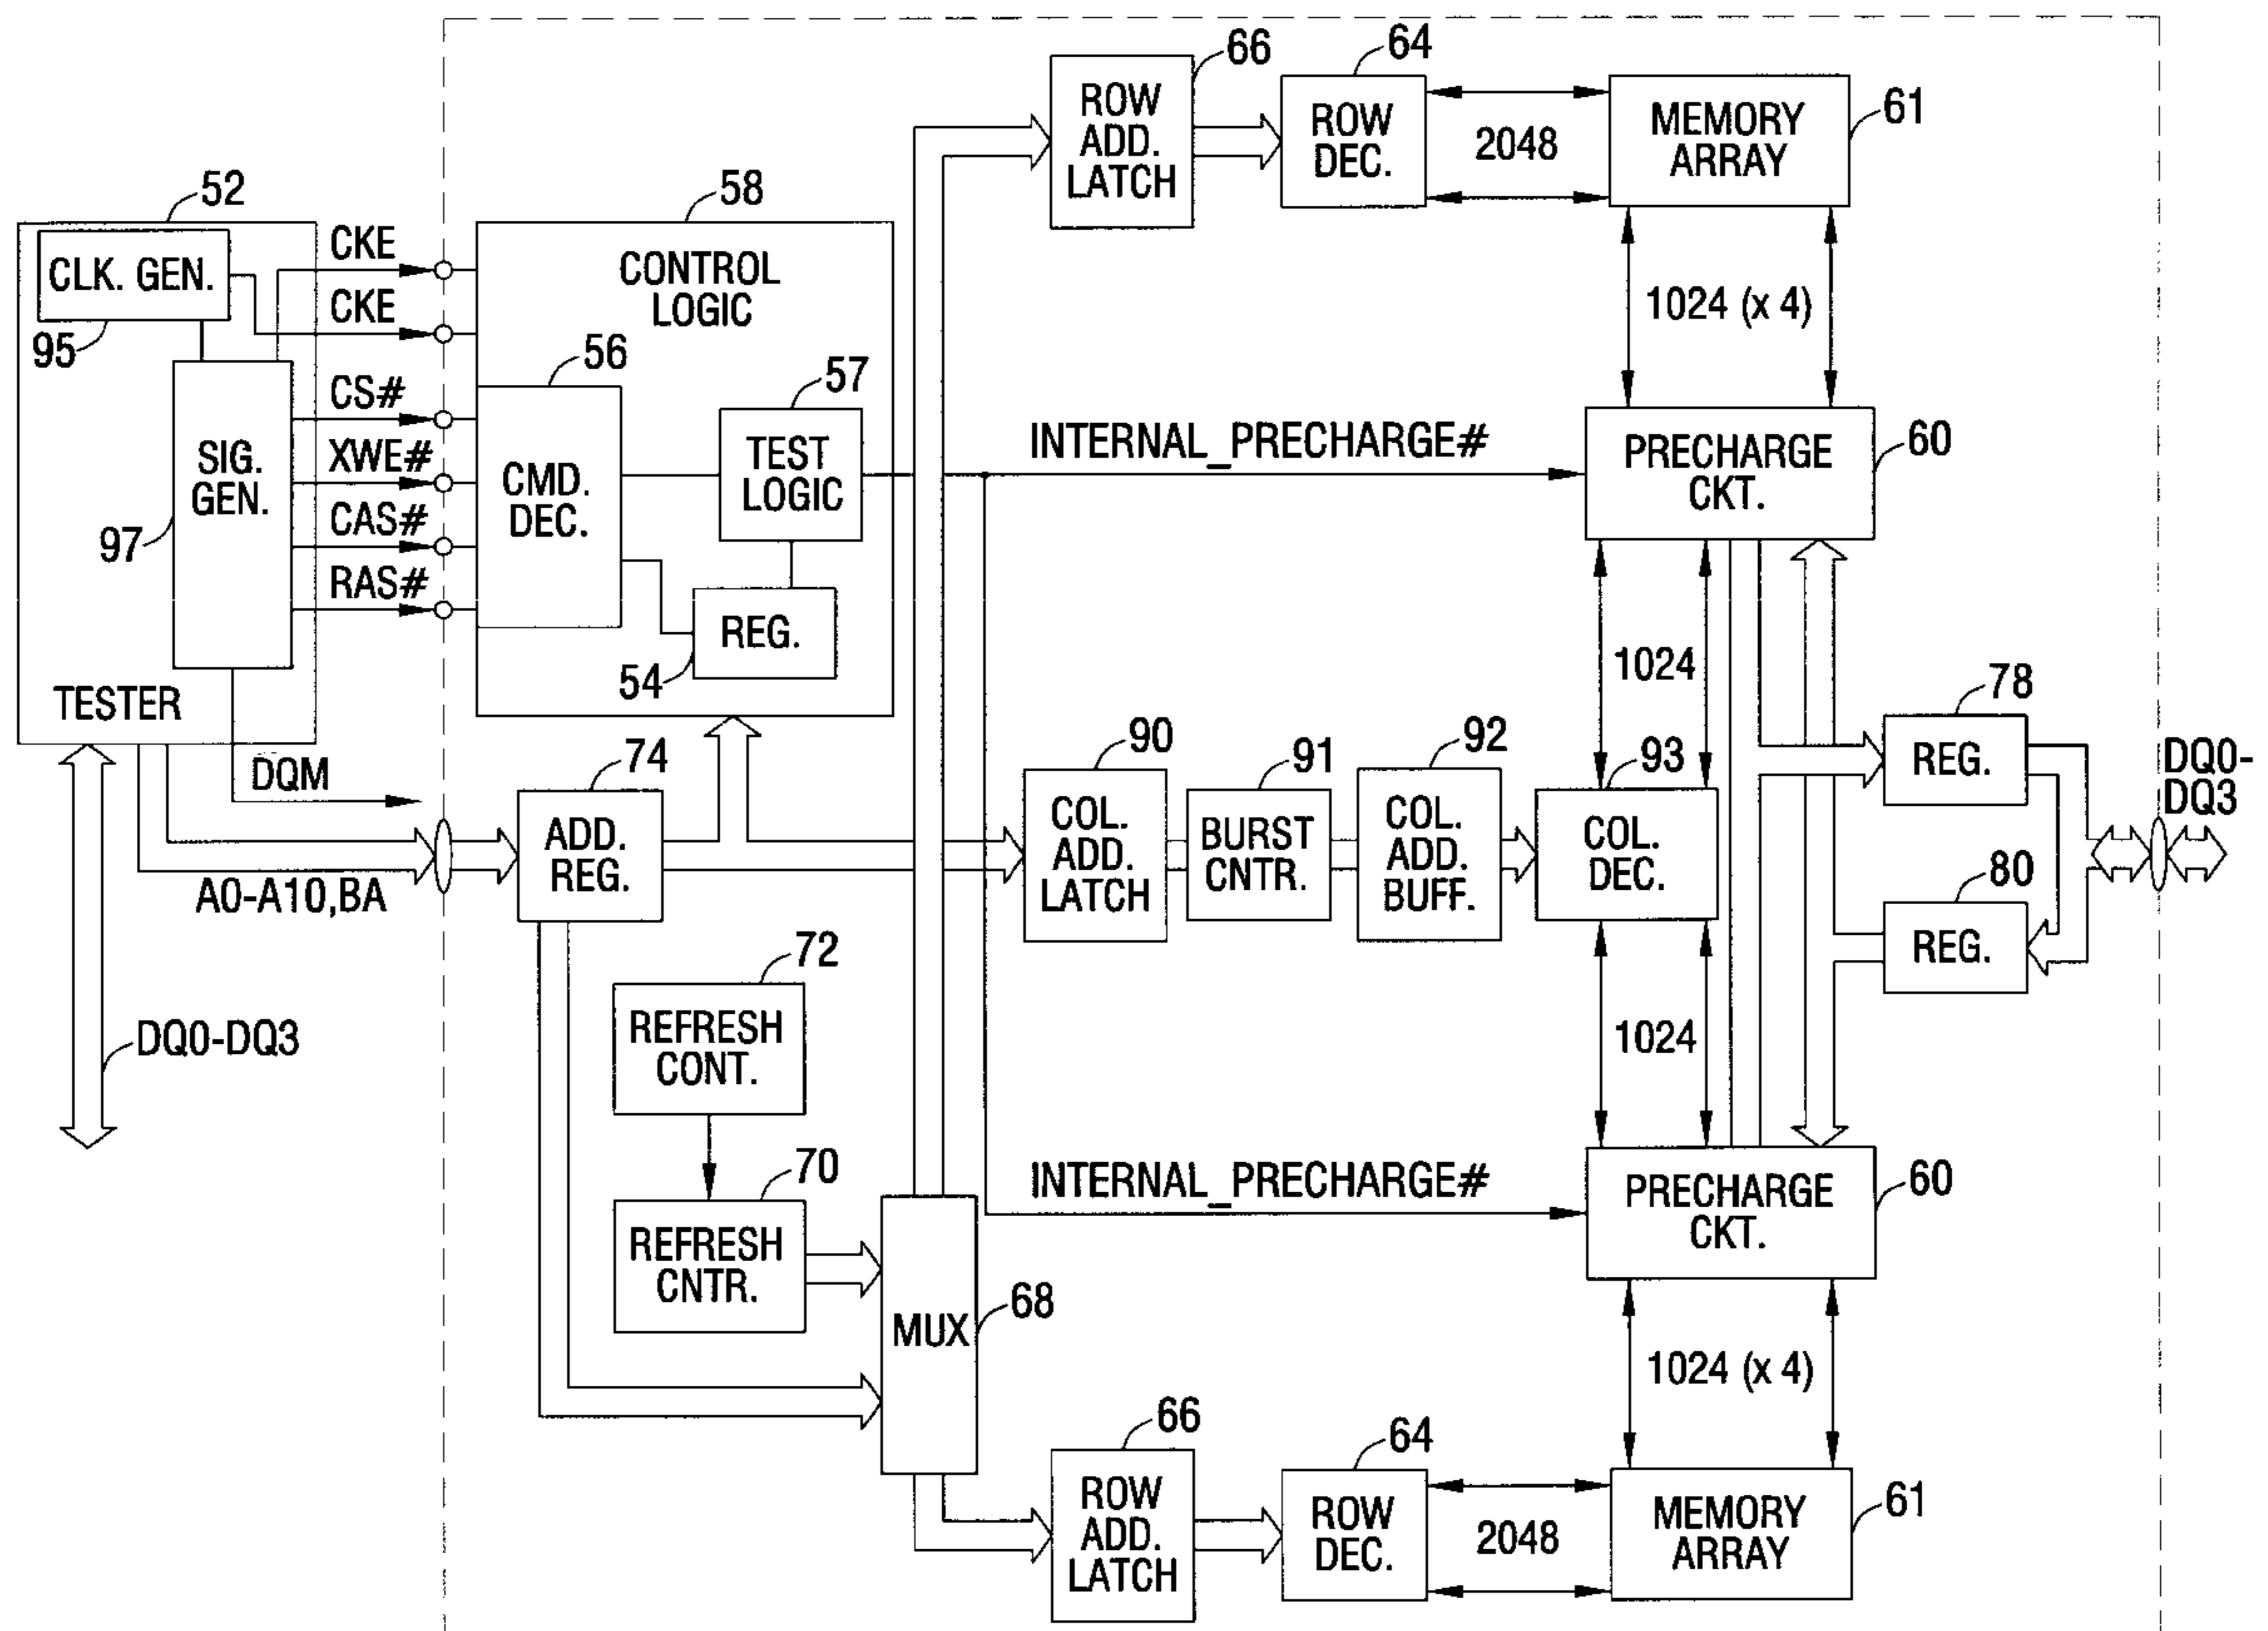 52
CLK. GEN.
95
SIG.
GEN.
97
TESTER
CKE
CKE
CS#
XWE#
CAS#
RAS#
DQM
A0-A10,BA
DQ0-DQ3
58
CONTROL
LOGIC
56
CMD.
DEC.
57
TEST
LOGIC
REG.
54
74
ADD.
REG.
72
REFRESH
CONT.
70
REFRESH
CNTR.
MUX
68
66
ROW
ADD.
LATCH
64
ROW
DEC.
2048
MEMORY
ARRAY
61
1024 (x 4)
INTERNAL_PRECHARGE#
PRECHARGE
CKT.
60
1024
90
COL.
ADD.
LATCH
91
BURST
CNTR.
92
COL.
ADD.
BUFF.
93
COL.
DEC.
78
REG.
80
REG.
DQ0-
DQ3
1024
INTERNAL_PRECHARGE#
PRECHARGE
CKT.
60
1024 (x 4)
66
ROW
ADD.
LATCH
64
ROW
DEC.
2048
MEMORY
ARRAY
61